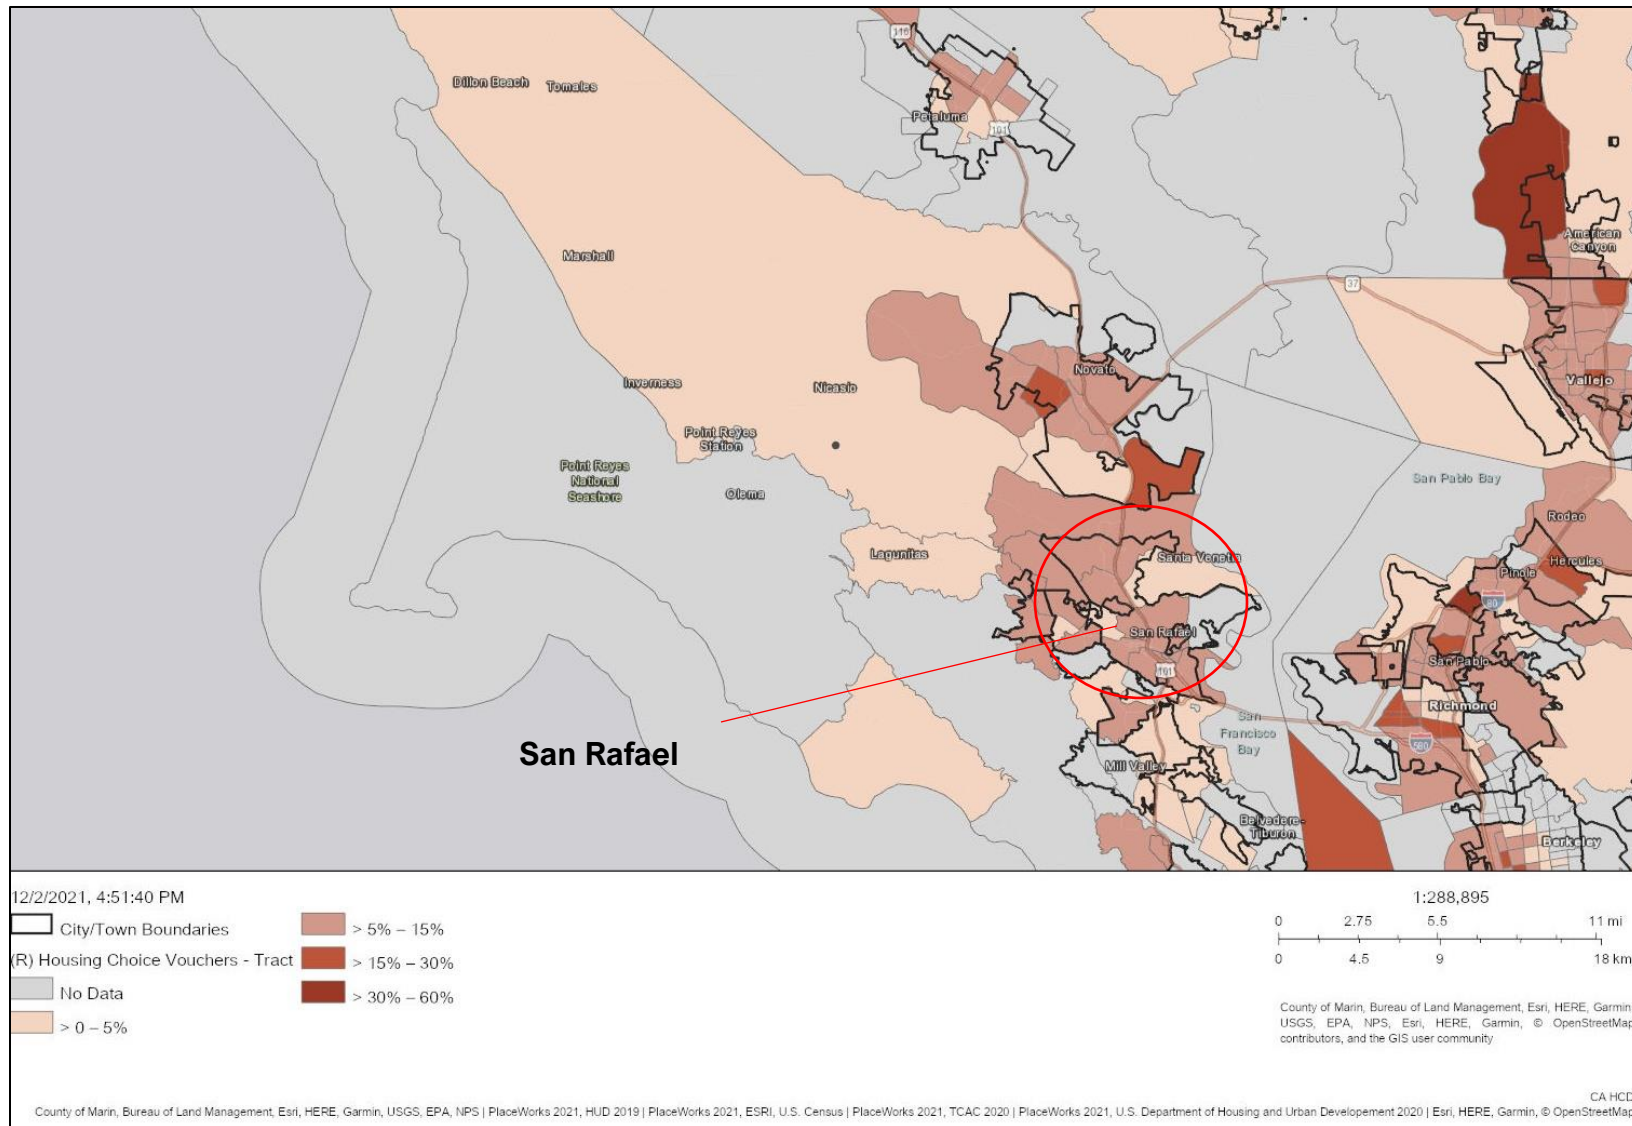 116
Dillon Beach
Tomales
Petaluma
101
American
Canyon
Marshall
37
Novato
Vallejo
Inverness
Nicasio
Point Reyes
Station
Point Reyes
National
Seashore
Olema
San Pablo Bay
Rodeo
Lagunitas
Santa Venetia
Hercules
Pinole
80
San Rafael
San Pablo
101
Richmond
San
Francisco
Bay
580
San Rafael
Mill Valley
Belvedere-
Tiburon
Berkeley
12/2/2021, 4:51:40 PM
City/Town Boundaries
(R) Housing Choice Vouchers - Tract
No Data
> 0 – 5%
> 5% – 15%
> 15% – 30%
> 30% – 60%
1:288,895
0 2.75 5.5 11 mi
0 4.5 9 18 km
County of Marin, Bureau of Land Management, Esri, HERE, Garmin,
USGS, EPA, NPS, Esri, HERE, Garmin, © OpenStreetMap
contributors, and the GIS user community
CA HCD
County of Marin, Bureau of Land Management, Esri, HERE, Garmin, USGS, EPA, NPS | PlaceWorks 2021, HUD 2019 | PlaceWorks 2021, ESRI, U.S. Census | PlaceWorks 2021, TCAC 2020 | PlaceWorks 2021, U.S. Department of Housing and Urban Developement 2020 | Esri, HERE, Garmin, © OpenStreetMap